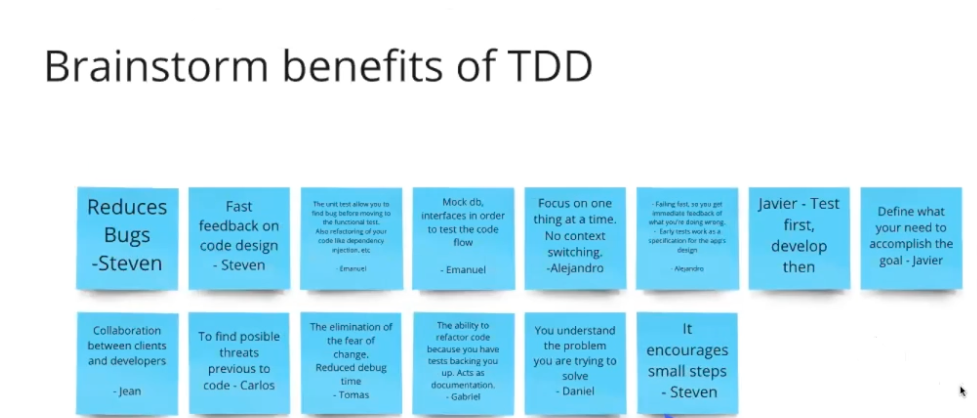 Brainstorm benefits of TDD
Reduces
Bugs
-Steven
Fast
feedback on
code design
- Steven
The unit test allow you to
find bug before moving to
the functional test.
Also refactoring of your
code like dependency
injection, etc
- Emanuel
Mock db,
interfaces in order
to test the code
flow
- Emanuel
Focus on one
thing at a time.
No context
switching.
-Alejandro
- Failing fast, so you get
immediate feedback of
what you're doing wrong.
- Early tests work as a
specification for the app's
design
- Alejandro
Javier - Test
first,
develop
then
Define what
your need to
accomplish the
goal - Javier
Collaboration
between clients
and developers
- Jean
To find posible
threats
previous to
code - Carlos
The elimination of
the fear of
change.
Reduced debug
time
- Tomas
The ability to
refactor code
because you have
tests backing you
up. Acts as
documentation.
- Gabriel
You understand
the problem
you are trying to
solve
- Daniel
It
encourages
small steps
- Steven